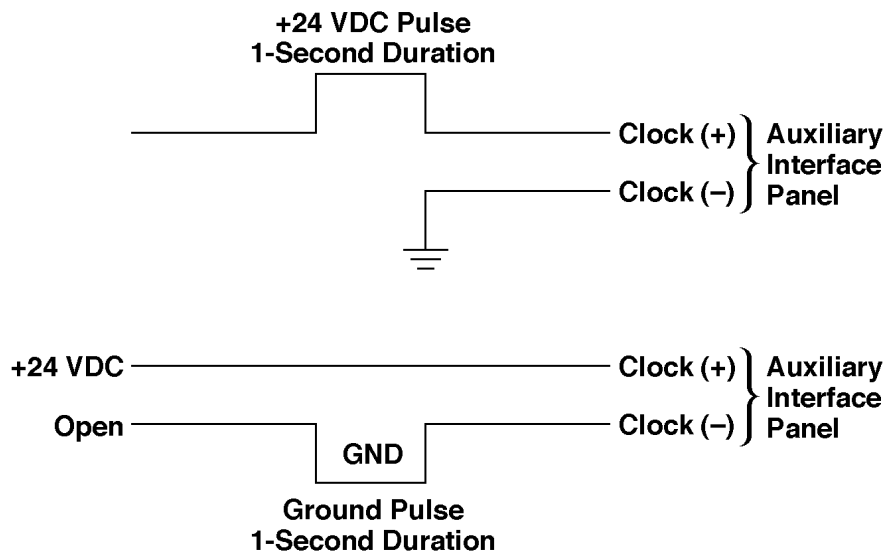 +24 VDC Pulse
1-Second Duration
Clock (+)
Clock (–)
Auxiliary
Interface
Panel
+24 VDC
Open
GND
Ground Pulse
1-Second Duration
Clock (+)
Clock (–)
Auxiliary
Interface
Panel